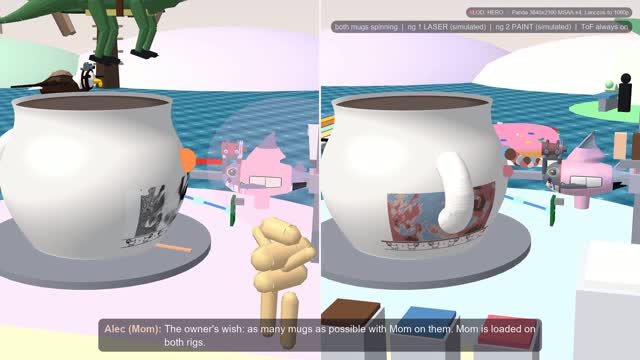 LOD: HERO · Panda 3840x2160 MSAA x4, Lanczos to 1080p
both mugs spinning | rig 1 LASER (simulated) | rig 2 PAINT (simulated) | ToF always on
Alec (Mom): The owner's wish: as many mugs as possible with Mom on them. Mom is loaded on
both rigs.